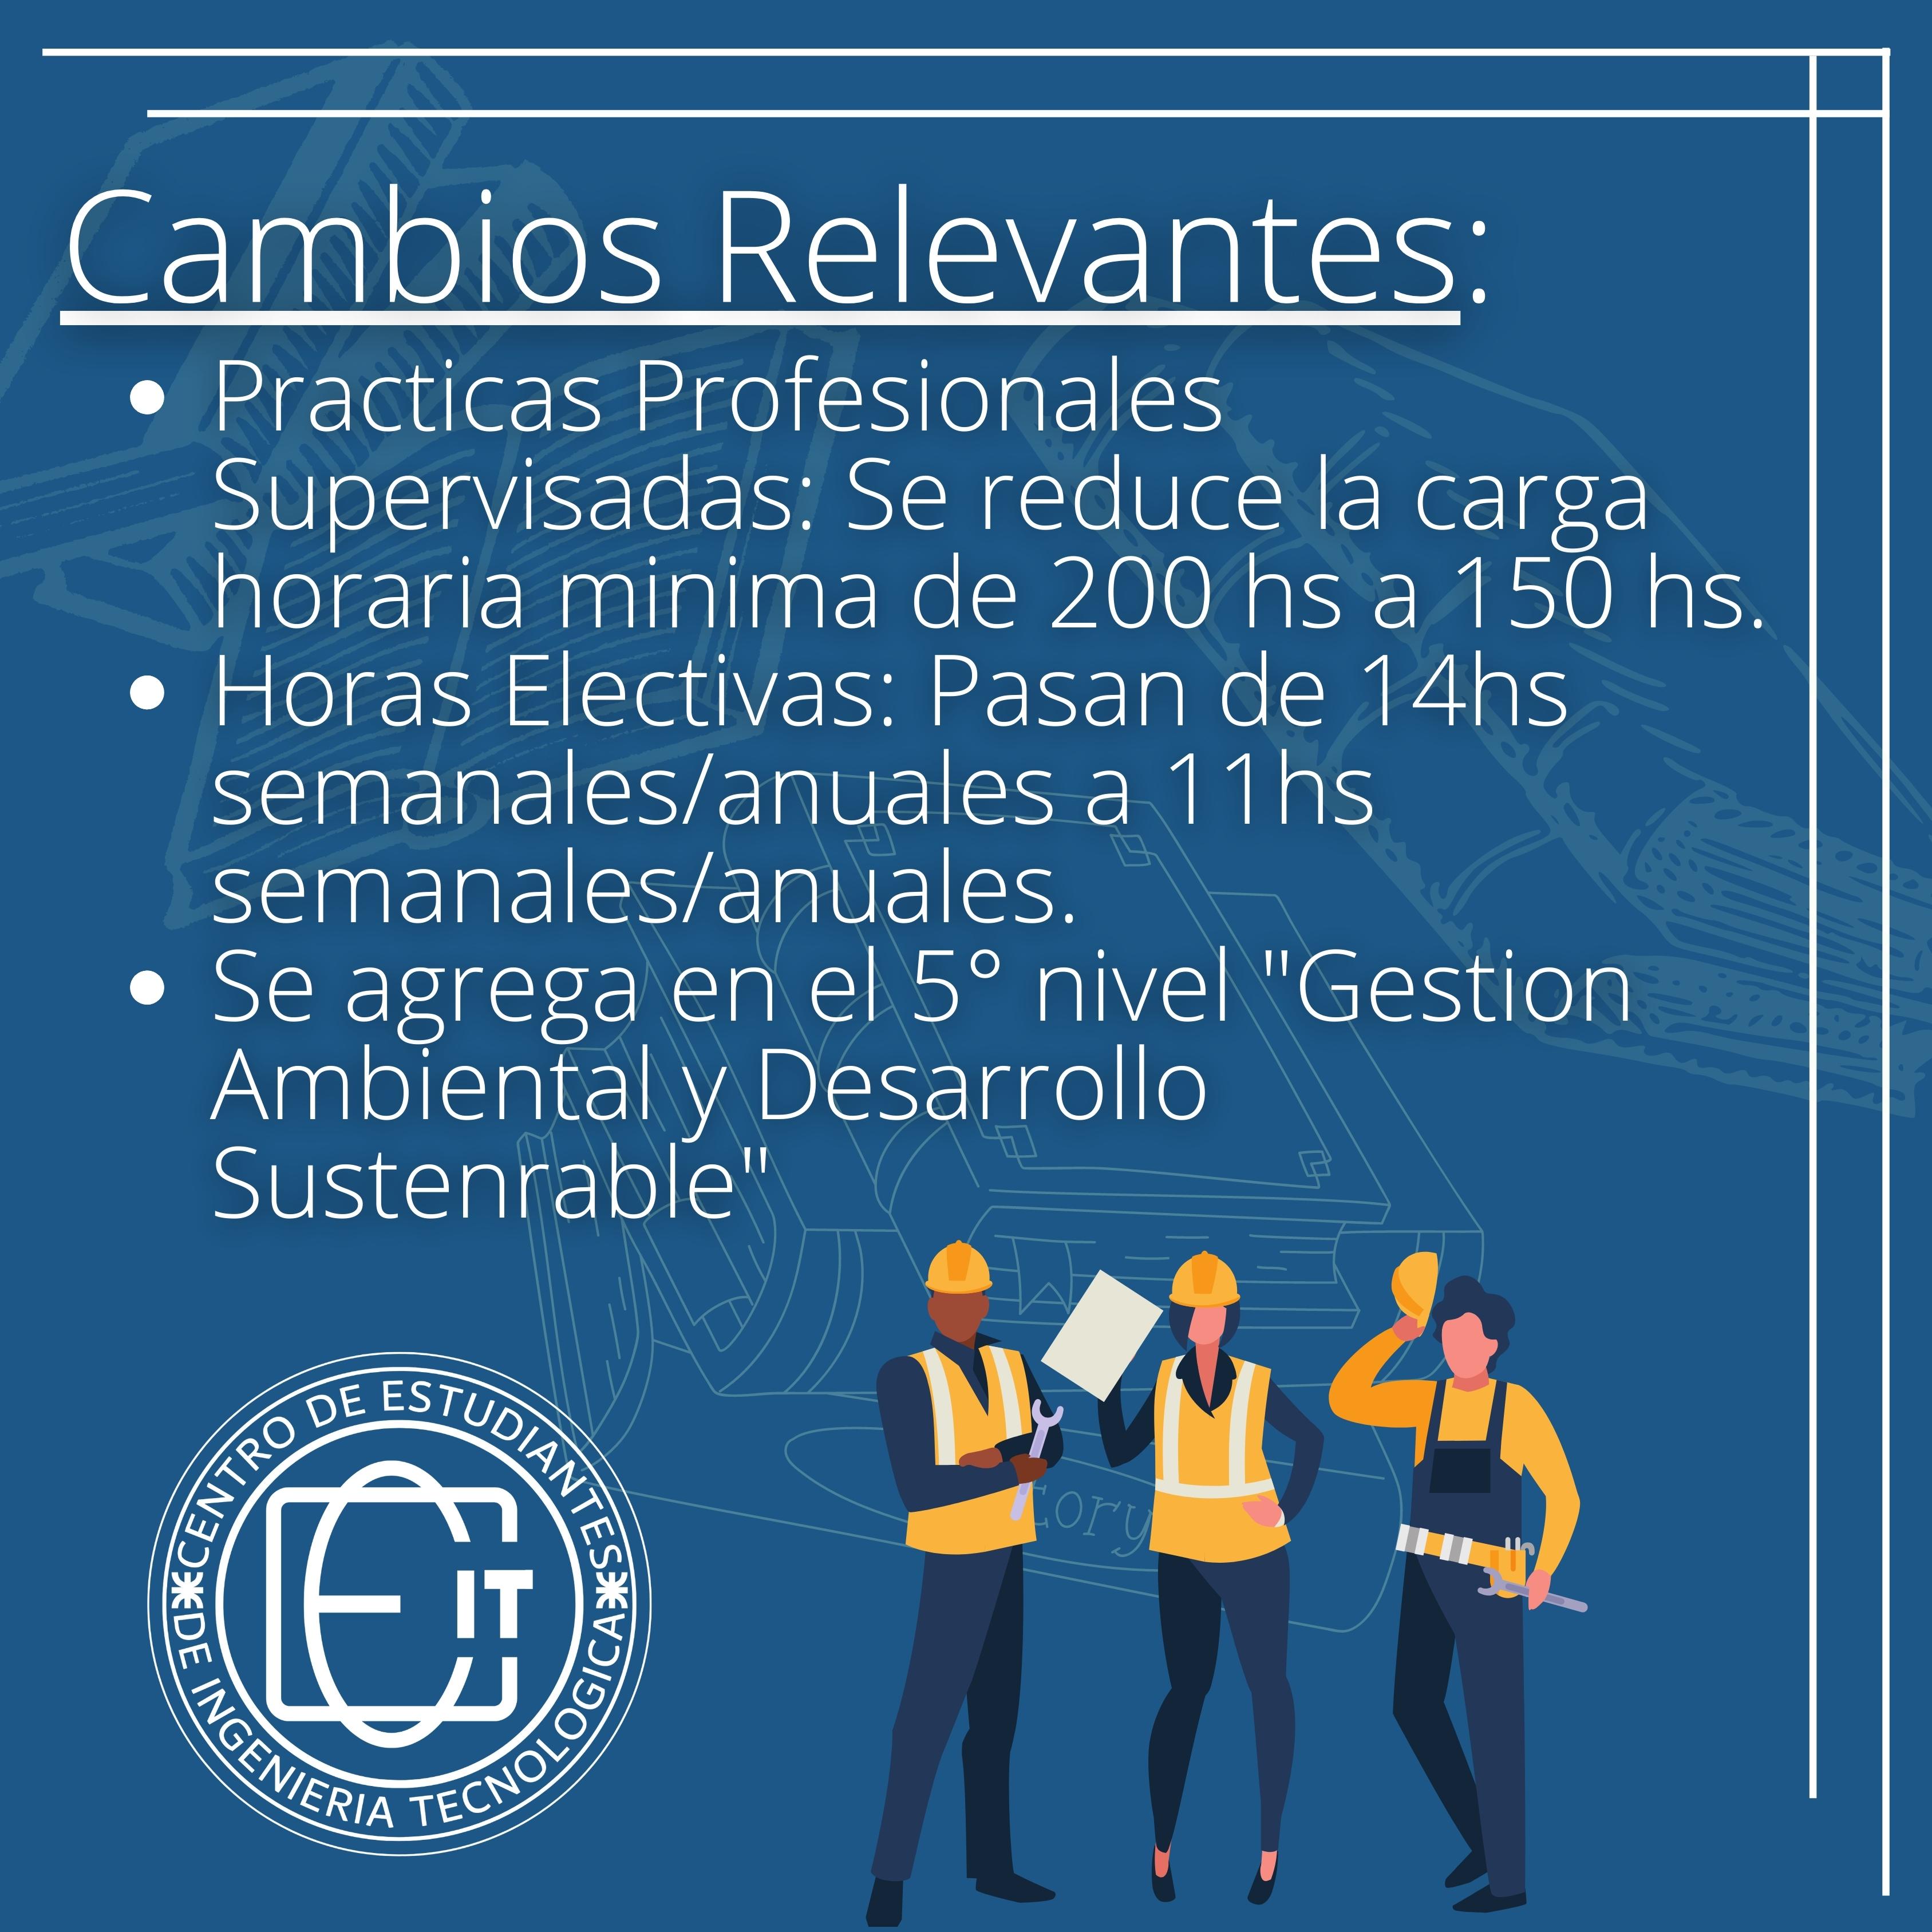 Cambios Relevantes:
• Practicas Profesionales
Supervisadas: Se reduce la carga
horaria minima de 200 hs a 150 hs.
• Horas Electivas: Pasan de 14hs
semanales/anuales a 11hs
semanales/anuales.
• Se agrega en el 5° nivel "Gestion
Ambiental y Desarrollo
Sustenrable"
CENTRO DE ESTUDIANTES
DE INGENIERIA TECNOLOGICA
CE IT